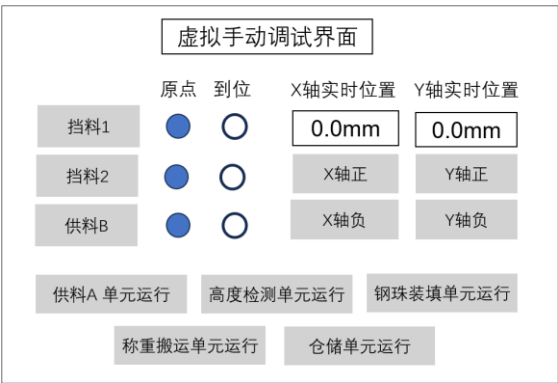 虚拟手动调试界面
原点 到位 X轴实时位置 Y轴实时位置
挡料1 0.0mm 0.0mm
挡料2 X轴正 Y轴正
供料B X轴负 Y轴负
供料A 单元运行 高度检测单元运行 钢珠装填单元运行
称重搬运单元运行 仓储单元运行